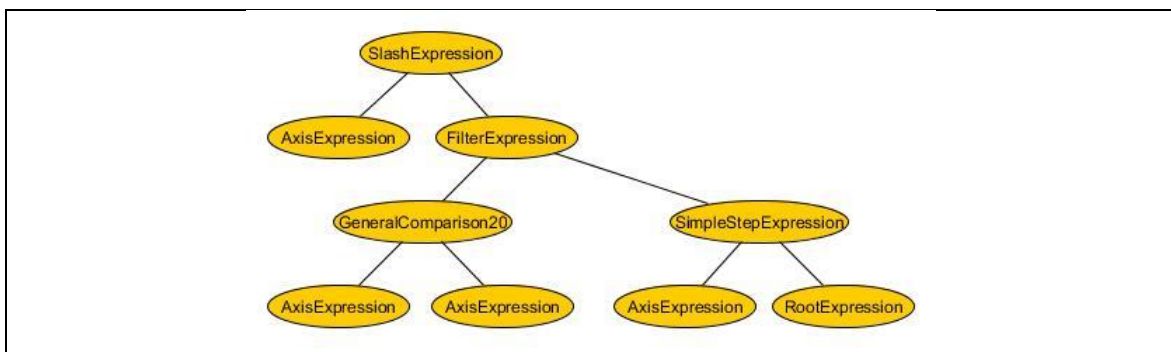 SlashExpression
AxisExpression FilterExpression
GeneralComparison20 SimpleStepExpression
AxisExpression AxisExpression AxisExpression RootExpression